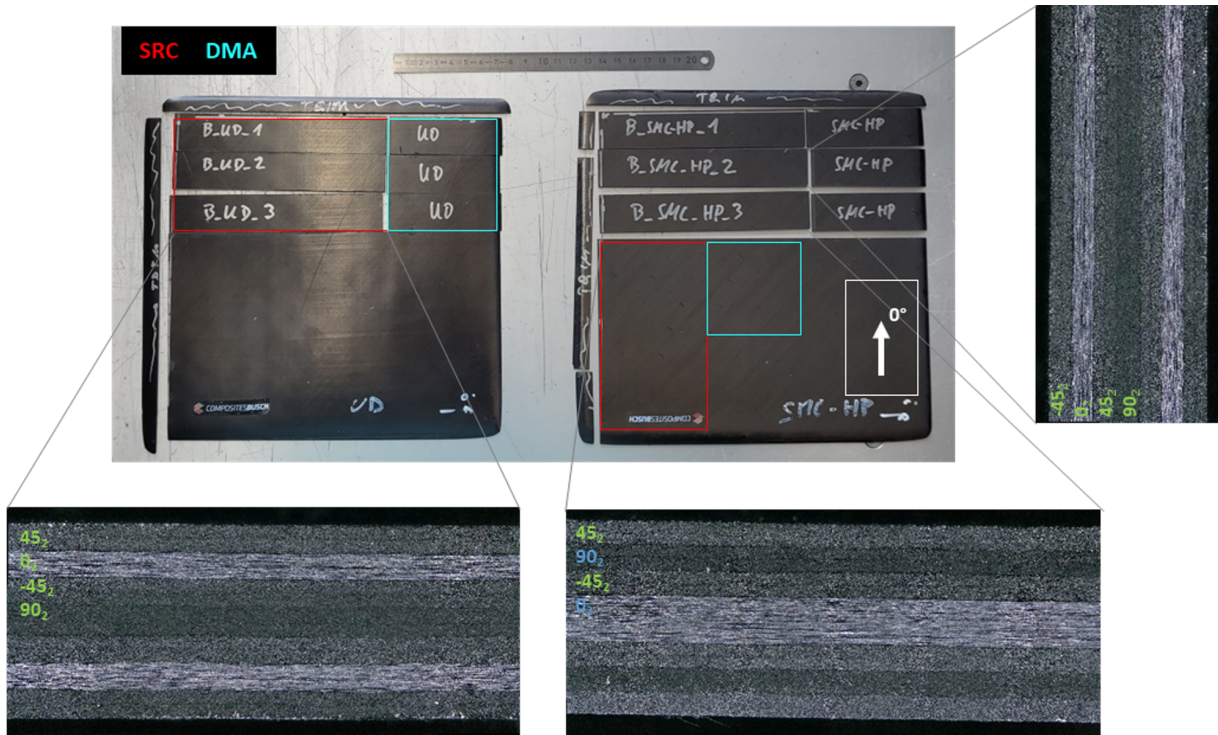 SRC DMA
TRIM
TRIM
B_UD_1 UD
B_UD_2 UD
B_UD_3 UD
COMPOSITESBUSCH
UD
TRIM
B_SMC-HP_1 SMC-HP
B_SMC_HP_2 SMC-HP
B_SMC_HP_3 SMC-HP
TRIM
0°
COMPOSITESBUSCH
SMC-HP
-45₂
0₂
45₂
90₂
45₂
0₂
-45₂
90₂
45₂
90₂
-45₂
0₂